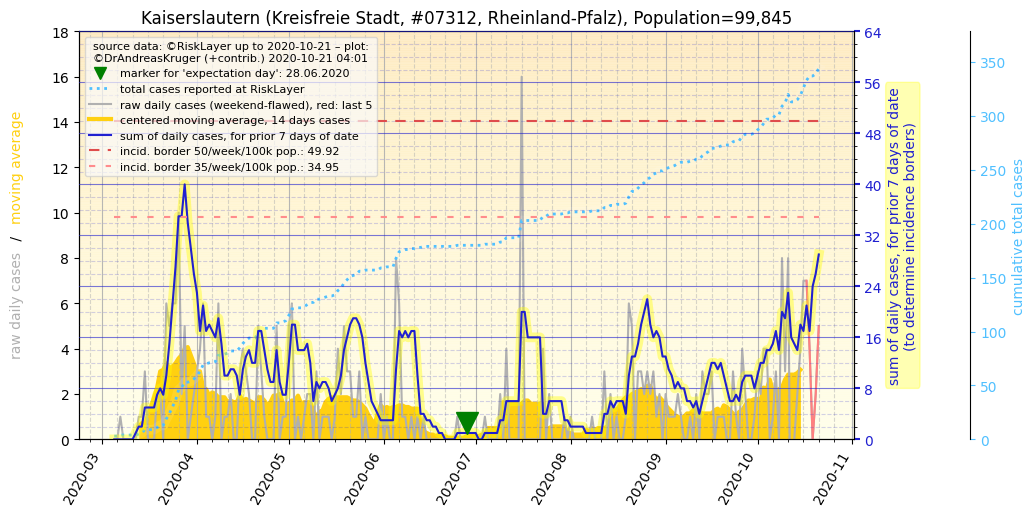 Kaiserslautern (Kreisfreie Stadt, #07312, Rheinland-Pfalz), Population=99,845
source data: ©RiskLayer up to 2020-10-21 – plot:
©DrAndreasKruger (+contrib.) 2020-10-21 04:01
marker for 'expectation day': 28.06.2020
total cases reported at RiskLayer
raw daily cases (weekend-flawed), red: last 5
centered moving average, 14 days cases
sum of daily cases, for prior 7 days of date
incid. border 50/week/100k pop.: 49.92
incid. border 35/week/100k pop.: 34.95
raw daily cases / moving average
18
16
14
12
10
8
6
4
2
0
64
56
48
40
32
24
16
8
0
sum of daily cases, for prior 7 days of date
(to determine incidence borders)
350
300
250
200
150
100
50
0
cumulative total cases
2020-03
2020-04
2020-05
2020-06
2020-07
2020-08
2020-09
2020-10
2020-11